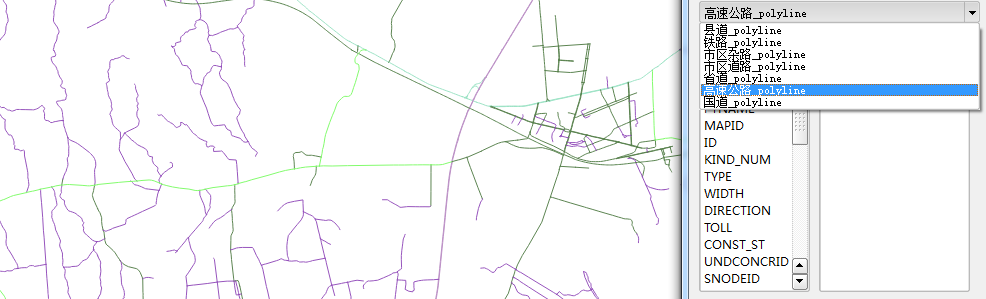 高速公路_polyline
县道_polyline
铁路_polyline
市区杂路_polyline
市区道路_polyline
省道_polyline
高速公路_polyline
国道_polyline
MAPID
ID
KIND_NUM
TYPE
WIDTH
DIRECTION
TOLL
CONST_ST
UNDCONCRID
SNODEID